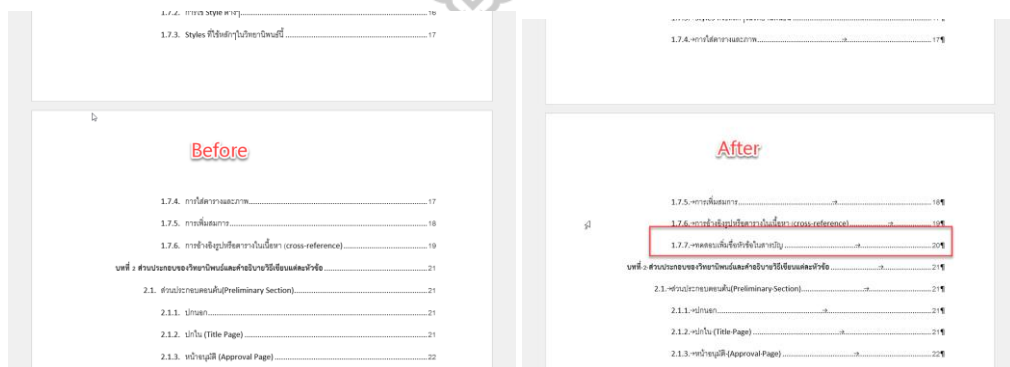 1.7.2. การใช้ Style ต่างๆ 16
1.7.3. Styles ที่ใช้หลักๆในวิทยานิพนธ์นี้ 17
Before
1.7.4. การใส่ตารางและภาพ 17
1.7.5. การเพิ่มสมการ 18
1.7.6. การอ้างอิงรูปหรือตารางในเนื้อหา (cross-reference) 19
บทที่ 2 ส่วนประกอบของวิทยานิพนธ์และคำอธิบายวิธีเขียนแต่ละหัวข้อ 21
2.1. ส่วนประกอบตอนต้น(Preliminary Section) 21
2.1.1. ปกนอก 21
2.1.2. ปกใน (Title Page) 21
2.1.3. หน้าอนุมัติ (Approval Page) 22
1.7.4.→การใส่ตารางและภาพ → 17¶
After
1.7.5.→การเพิ่มสมการ → 18¶
1.7.6.→การอ้างอิงรูปหรือตารางในเนื้อหา (cross-reference) → 19¶
1.7.7.→ทดสอบเพิ่มชื่อหัวข้อในสารบัญ → 20¶
บทที่ 2 ส่วนประกอบของวิทยานิพนธ์และคำอธิบายวิธีเขียนแต่ละหัวข้อ → 21¶
2.1.→ส่วนประกอบตอนต้น(Preliminary·Section) → 21¶
2.1.1.→ปกนอก → 21¶
2.1.2.→ปกใน·(Title·Page) → 21¶
2.1.3.→หน้าอนุมัติ·(Approval·Page) → 22¶